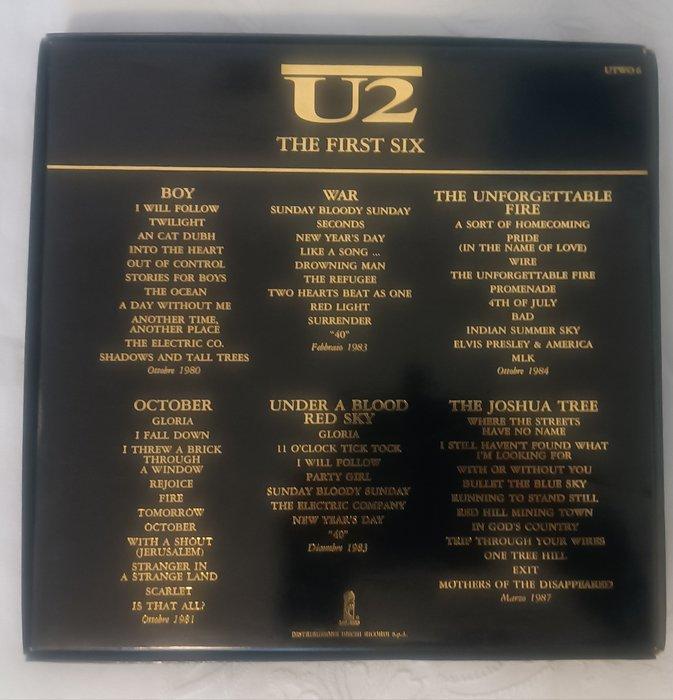 UTWO 6
U2
THE FIRST SIX
BOY
I WILL FOLLOW
TWILIGHT
AN CAT DUBH
INTO THE HEART
OUT OF CONTROL
STORIES FOR BOYS
THE OCEAN
A DAY WITHOUT ME
ANOTHER TIME,
ANOTHER PLACE
THE ELECTRIC CO.
SHADOWS AND TALL TREES
Ottobre 1980
WAR
SUNDAY BLOODY SUNDAY
SECONDS
NEW YEAR'S DAY
LIKE A SONG ...
DROWNING MAN
THE REFUGEE
TWO HEARTS BEAT AS ONE
RED LIGHT
SURRENDER
"40"
Febbraio 1983
THE UNFORGETTABLE
FIRE
A SORT OF HOMECOMING
PRIDE
(IN THE NAME OF LOVE)
WIRE
THE UNFORGETTABLE FIRE
PROMENADE
4TH OF JULY
BAD
INDIAN SUMMER SKY
ELVIS PRESLEY & AMERICA
MLK
Ottobre 1984
OCTOBER
GLORIA
I FALL DOWN
I THREW A BRICK
THROUGH
A WINDOW
REJOICE
FIRE
TOMORROW
OCTOBER
WITH A SHOUT
(JERUSALEM)
STRANGER IN
A STRANGE LAND
SCARLET
IS THAT ALL?
Ottobre 1981
UNDER A BLOOD
RED SKY
GLORIA
11 O'CLOCK TICK TOCK
I WILL FOLLOW
PARTY GIRL
SUNDAY BLOODY SUNDAY
THE ELECTRIC COMPANY
NEW YEAR'S DAY
"40"
Dicembre 1983
THE JOSHUA TREE
WHERE THE STREETS
HAVE NO NAME
I STILL HAVEN'T FOUND WHAT
I'M LOOKING FOR
WITH OR WITHOUT YOU
BULLET THE BLUE SKY
RUNNING TO STAND STILL
RED HILL MINING TOWN
IN GOD'S COUNTRY
TRIP THROUGH YOUR WIRES
ONE TREE HILL
EXIT
MOTHERS OF THE DISAPPEARED
Marzo 1987
ISLAND
DISTRIBUZIONE DISCHI RICORDI S.p.A.